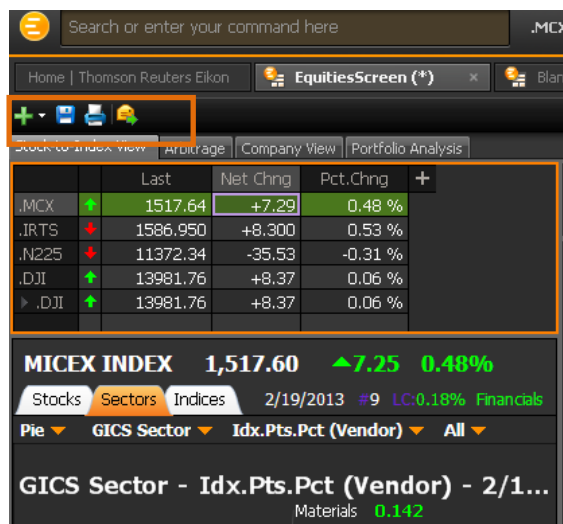 Search or enter your command here .MCX
Home | Thomson Reuters Eikon EquitiesScreen (*) × Blan
Stock to Index View Arbitrage Company View Portfolio Analysis
Last Net Chng Pct.Chng +
.MCX 1517.64 +7.29 0.48 %
.IRTS 1586.950 +8.300 0.53 %
.N225 11372.34 -35.53 -0.31 %
.DJI 13981.76 +8.37 0.06 %
.DJI 13981.76 +8.37 0.06 %
MICEX INDEX 1,517.60 ▲7.25 0.48%
Stocks Sectors Indices 2/19/2013 #9 LC:0.18% Financials
Pie GICS Sector Idx.Pts.Pct (Vendor) All
GICS Sector - Idx.Pts.Pct (Vendor) - 2/1...
Materials 0.142